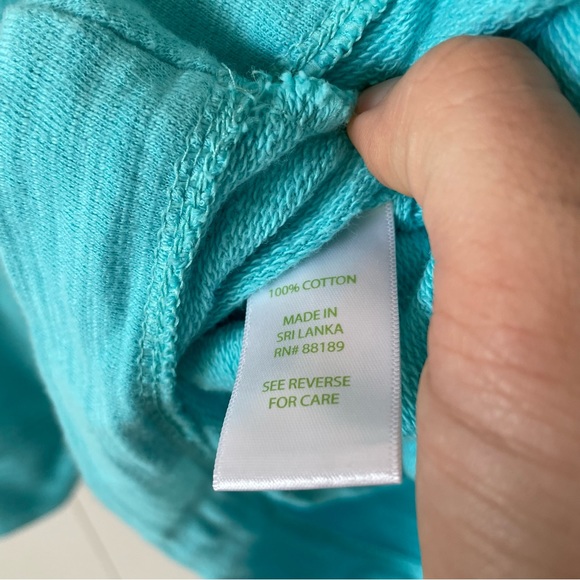 100% COTTON
MADE IN
SRI LANKA
RN# 88189
SEE REVERSE
FOR CARE